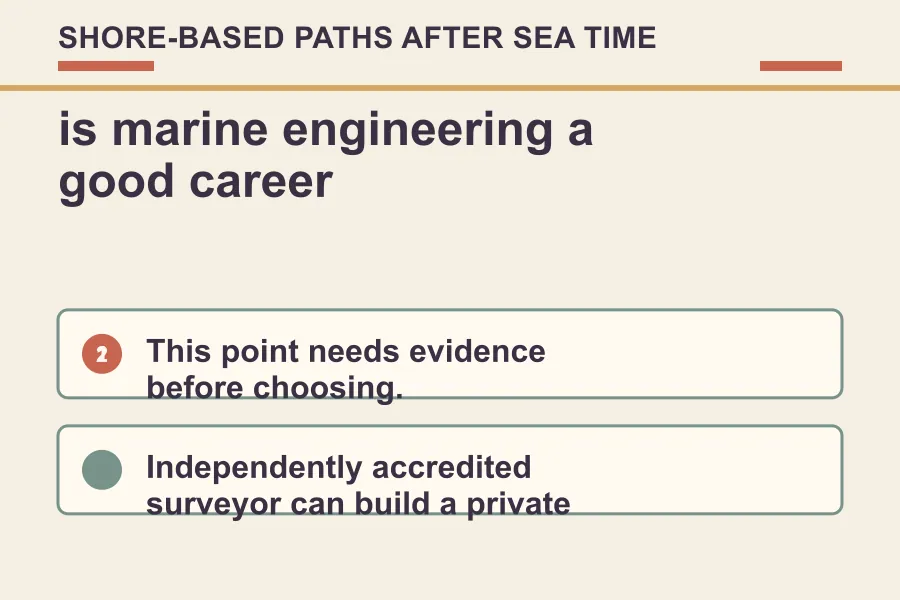 SHORE-BASED PATHS AFTER SEA TIME
is marine engineering a
good career
2
This point needs evidence
before choosing.
Independently accredited
surveyor can build a private